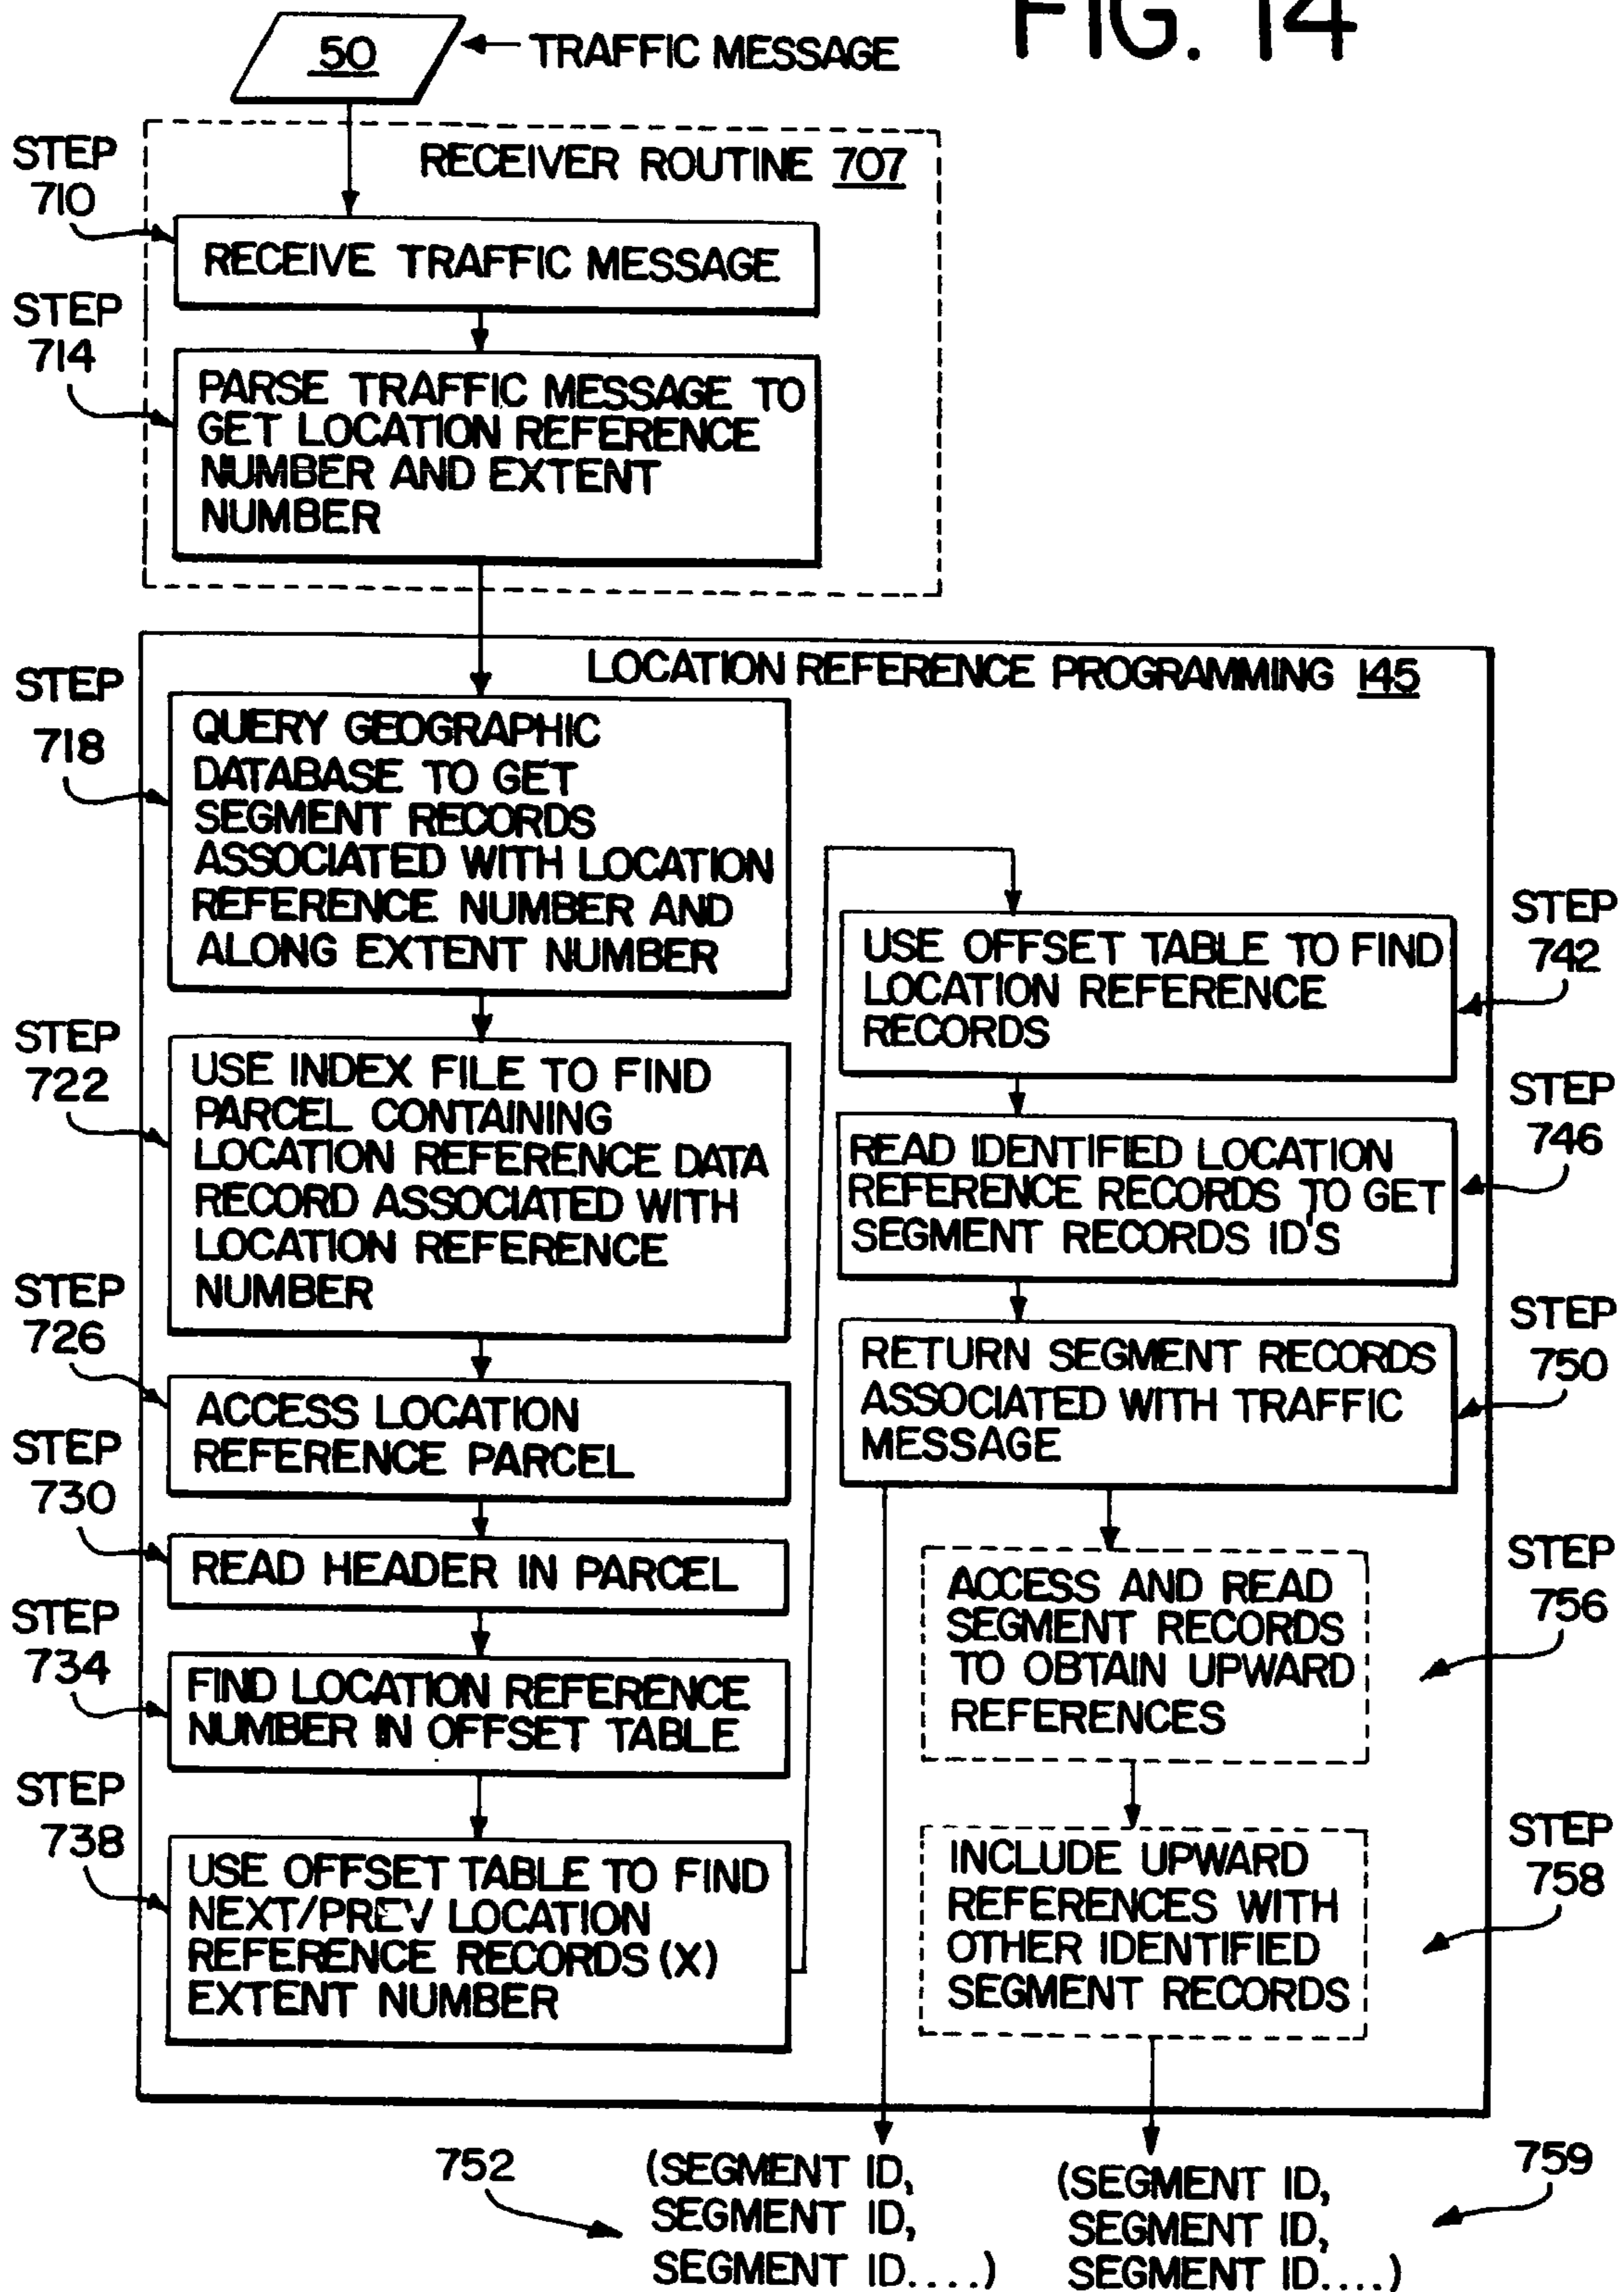 FIG. 14
50
TRAFFIC MESSAGE
RECEIVER ROUTINE 707
STEP
710
RECEIVE TRAFFIC MESSAGE
STEP
714
PARSE TRAFFIC MESSAGE TO
GET LOCATION REFERENCE
NUMBER AND EXTENT
NUMBER
LOCATION REFERENCE PROGRAMMING 145
STEP
718
QUERY GEOGRAPHIC
DATABASE TO GET
SEGMENT RECORDS
ASSOCIATED WITH LOCATION
REFERENCE NUMBER AND
ALONG EXTENT NUMBER
STEP
722
USE INDEX FILE TO FIND
PARCEL CONTAINING
LOCATION REFERENCE DATA
RECORD ASSOCIATED WITH
LOCATION REFERENCE
NUMBER
STEP
726
ACCESS LOCATION
REFERENCE PARCEL
STEP
730
READ HEADER IN PARCEL
STEP
734
FIND LOCATION REFERENCE
NUMBER IN OFFSET TABLE
STEP
738
USE OFFSET TABLE TO FIND
NEXT/PREV LOCATION
REFERENCE RECORDS (X)
EXTENT NUMBER
USE OFFSET TABLE TO FIND
LOCATION REFERENCE
RECORDS
STEP
742
READ IDENTIFIED LOCATION
REFERENCE RECORDS TO GET
SEGMENT RECORDS ID'S
STEP
746
RETURN SEGMENT RECORDS
ASSOCIATED WITH TRAFFIC
MESSAGE
STEP
750
ACCESS AND READ
SEGMENT RECORDS
TO OBTAIN UPWARD
REFERENCES
STEP
756
INCLUDE UPWARD
REFERENCES WITH
OTHER IDENTIFIED
SEGMENT RECORDS
STEP
758
752
(SEGMENT ID,
SEGMENT ID,
SEGMENT ID....)
(SEGMENT ID,
SEGMENT ID,
SEGMENT ID....)
759